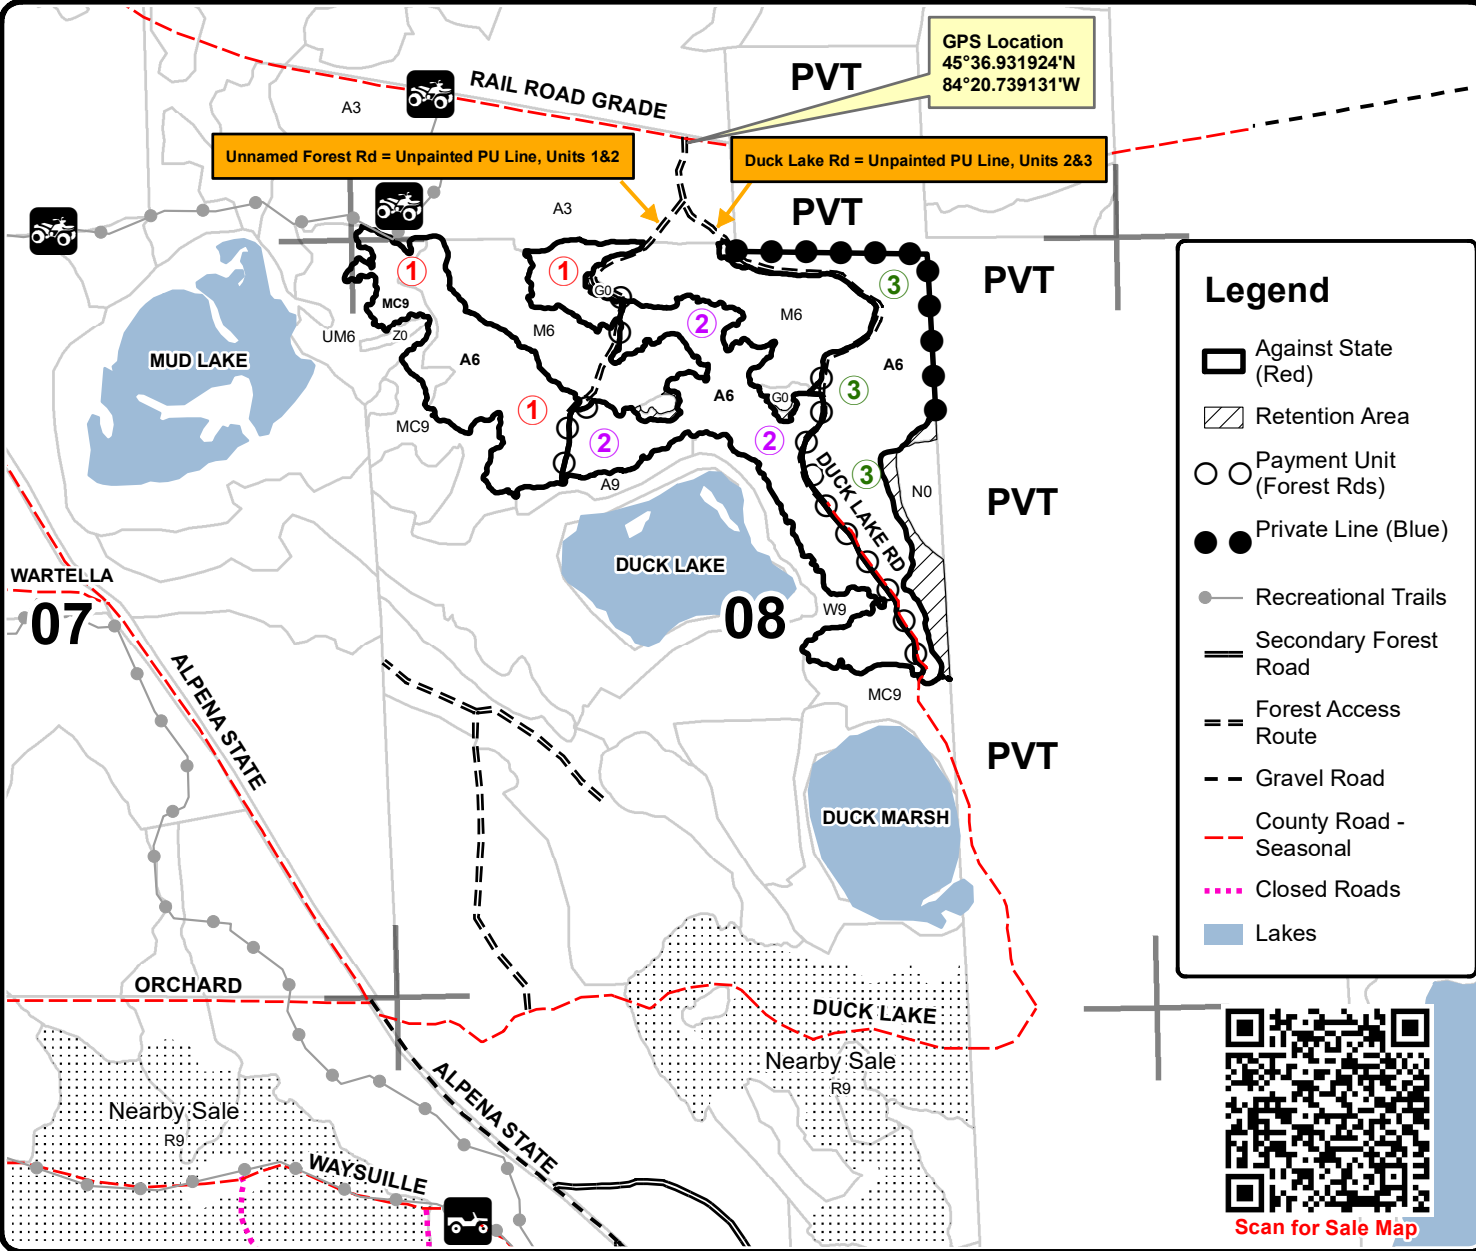 GPS Location
45°36.931924'N
84°20.739131'W
PVT
RAIL ROAD GRADE
A3
Unnamed Forest Rd = Unpainted PU Line, Units 1&2
Duck Lake Rd = Unpainted PU Line, Units 2&3
A3
PVT
1
1
3
PVT
G0
MC9
M6
2
M6
UM6
Z0
MUD LAKE
A6
A6
3
A6
G0
1
MC9
2
2
3
DUCK LAKE RD
A9
N0
PVT
DUCK LAKE
WARTELLA
07
08
W9
ALPENA STATE
MC9
PVT
DUCK MARSH
ORCHARD
DUCK LAKE
Nearby Sale
R9
ALPENA STATE
Nearby Sale
R9
WAYSUILLE
Legend
Against State
(Red)
Retention Area
Payment Unit
(Forest Rds)
Private Line (Blue)
Recreational Trails
Secondary Forest
Road
Forest Access
Route
Gravel Road
County Road -
Seasonal
Closed Roads
Lakes
Scan for Sale Map